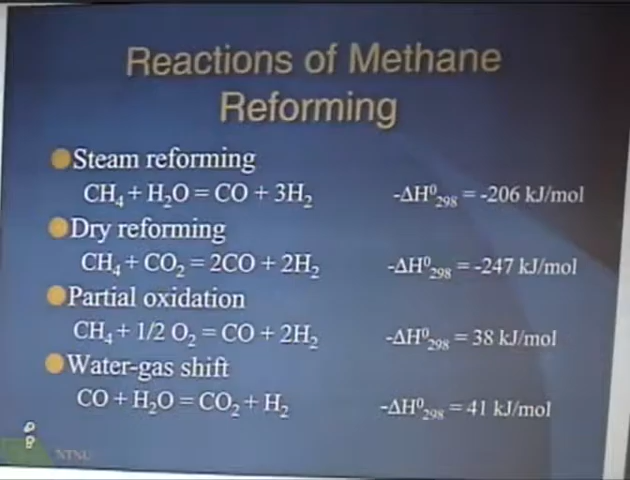 Reactions of Methane
Reforming
Steam reforming
CH₄ + H₂O = CO + 3H₂ -ΔH⁰₂₉₈ = -206 kJ/mol
Dry reforming
CH₄ + CO₂ = 2CO + 2H₂ -ΔH⁰₂₉₈ = -247 kJ/mol
Partial oxidation
CH₄ + 1/2 O₂ = CO + 2H₂ -ΔH⁰₂₉₈ = 38 kJ/mol
Water-gas shift
CO + H₂O = CO₂ + H₂ -ΔH⁰₂₉₈ = 41 kJ/mol
NTNU